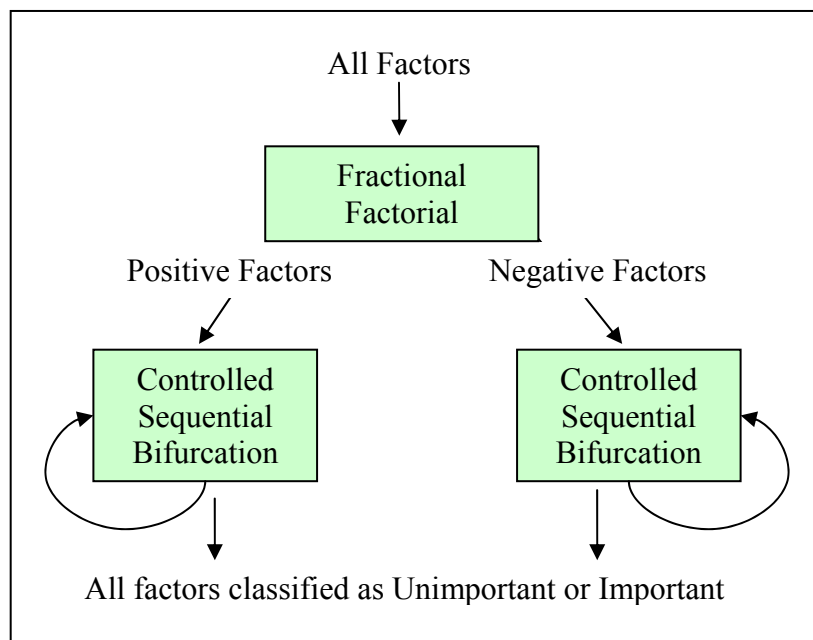 All Factors
Fractional
Factorial
Positive Factors
Negative Factors
Controlled
Sequential
Bifurcation
Controlled
Sequential
Bifurcation
All factors classified as Unimportant or Important